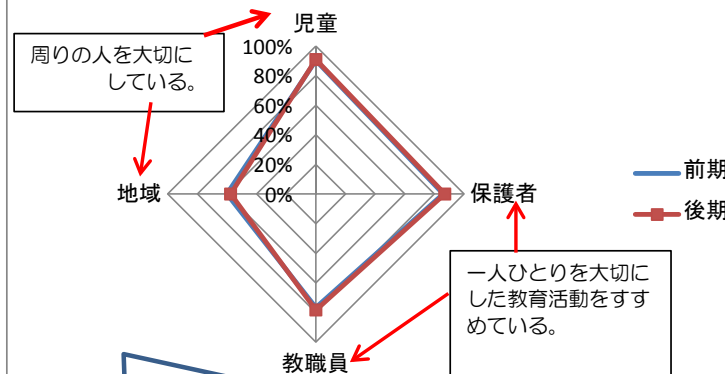 児童
周りの人を大切に
している。
100%
80%
60%
40%
20%
0%
地域
保護者
前期
後期
一人ひとりを大切に
した教育活動をすす
めている。
教職員